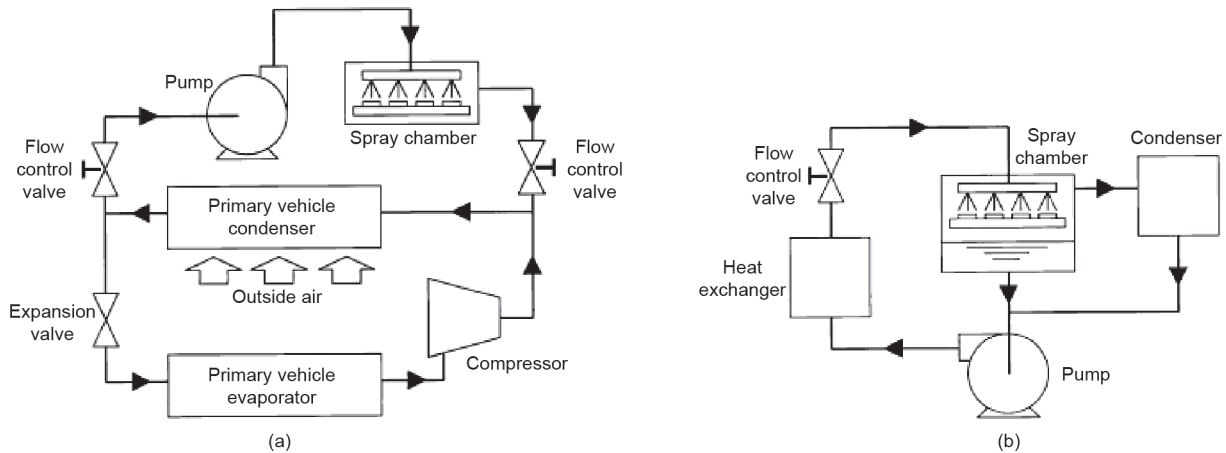 Pump
Spray chamber
Flow
control
valve
Flow
control
valve
Primary vehicle
condenser
Outside air
Expansion
valve
Compressor
Primary vehicle
evaporator
(a)
Spray
chamber
Condenser
Flow
control
valve
Heat
exchanger
Pump
(b)